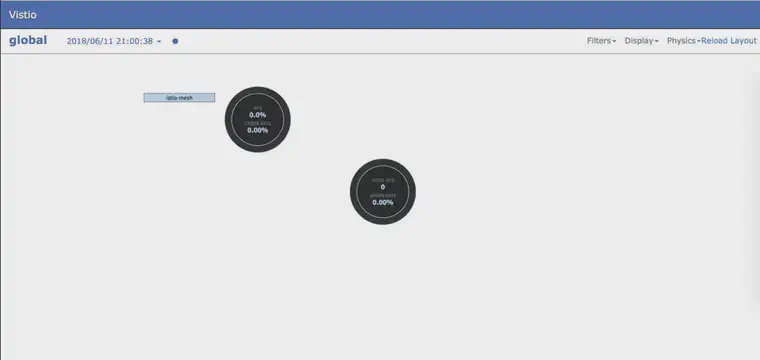 Vistio
global 2018/06/11 21:00:38 Filters Display Physics Reload Layout
istio-mesh
RPS
0.0%
ERROR RATE
0.00%
TOTAL RPS
0
ERROR RATE
0.00%